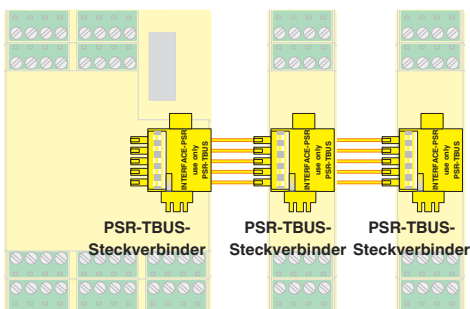 INTERFACE-PSR
use only
PSR-TBUS
INTERFACE-PSR
use only
PSR-TBUS
INTERFACE-PSR
use only
PSR-TBUS
PSR-TBUS-
Steckverbinder
PSR-TBUS-
Steckverbinder
PSR-TBUS-
Steckverbinder